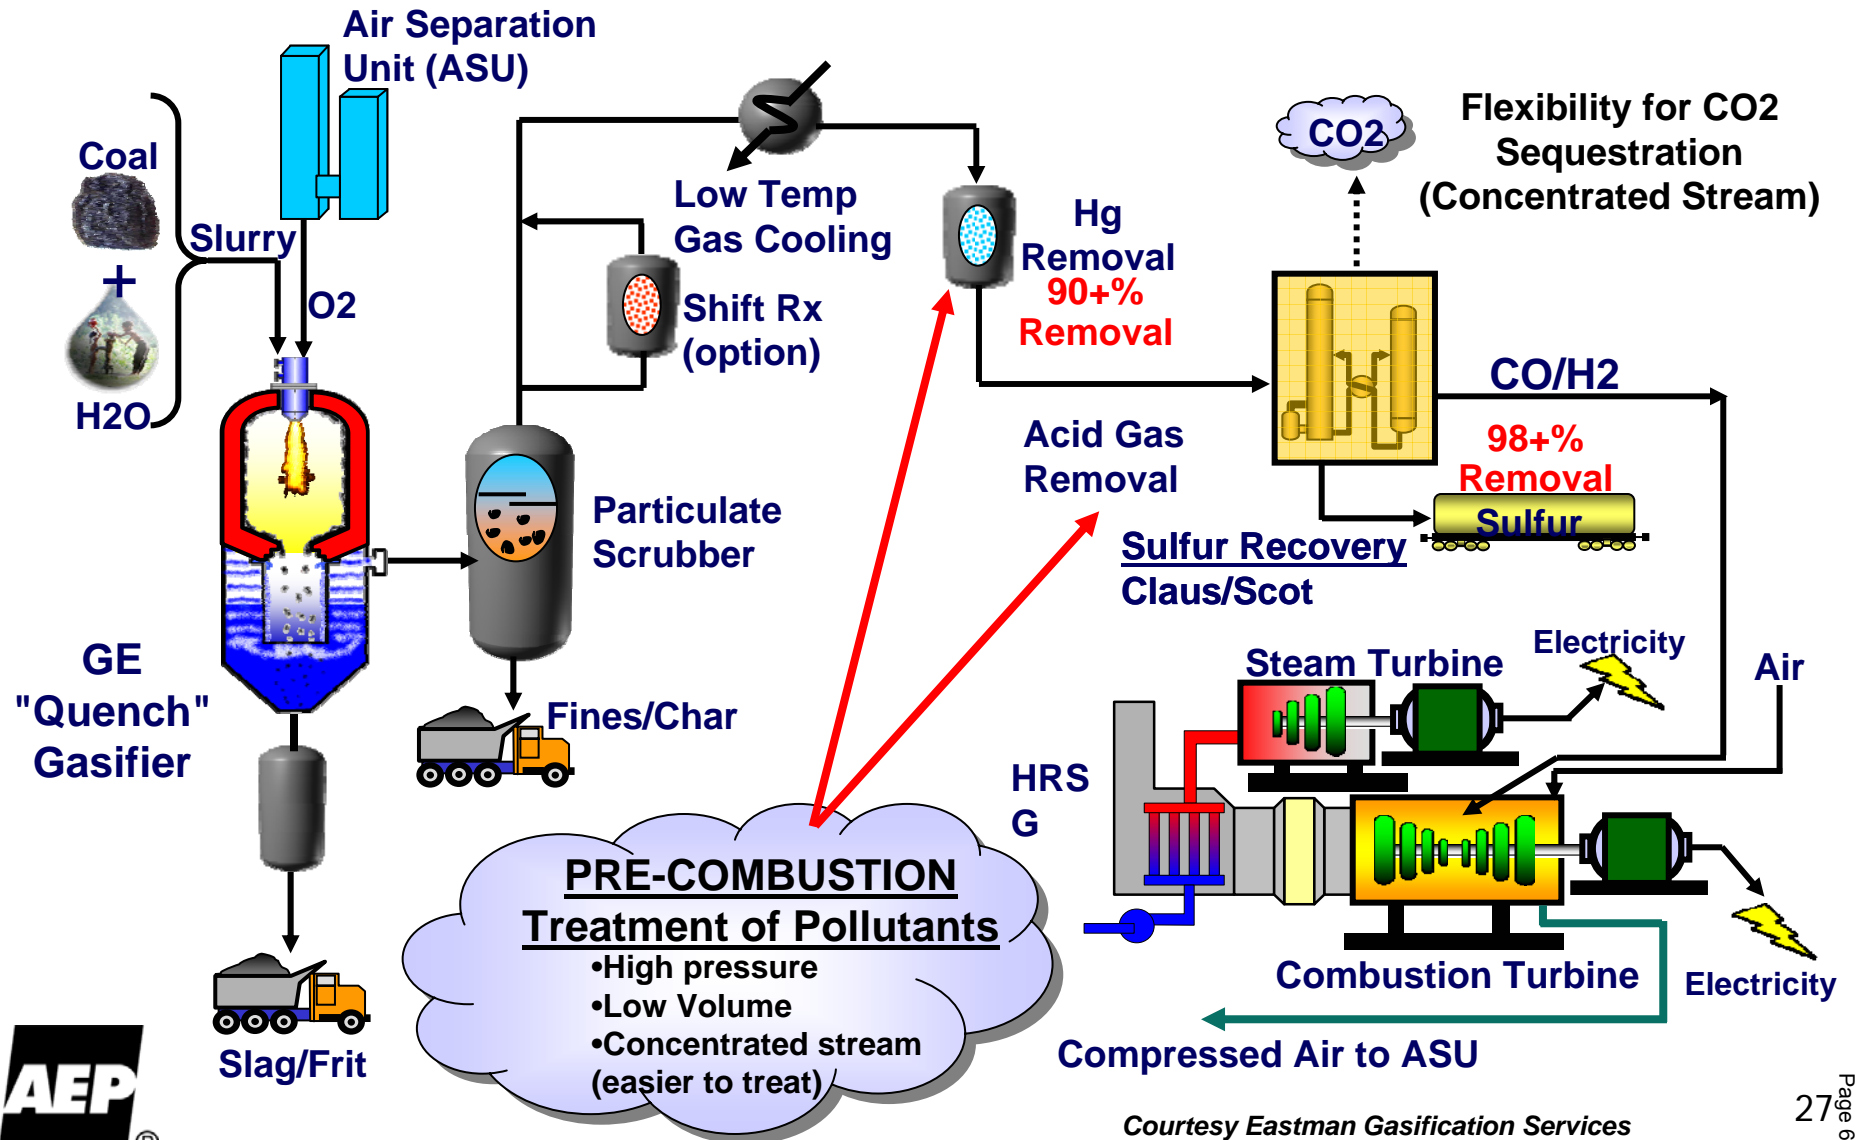 Air Separation
Unit (ASU)
Coal
Slurry
+
O2
H2O
Low Temp
Gas Cooling
Shift Rx
(option)
Hg
Removal
90+%
Removal
CO2
Flexibility for CO2
Sequestration
(Concentrated Stream)
CO/H2
98+%
Removal
Sulfur
Acid Gas
Removal
Sulfur Recovery
Claus/Scot
Particulate
Scrubber
GE
"Quench"
Gasifier
Fines/Char
Slag/Frit
Electricity
Steam Turbine
Air
HRS
G
Combustion Turbine
Electricity
Compressed Air to ASU
PRE-COMBUSTION
Treatment of Pollutants
•High pressure
•Low Volume
•Concentrated stream
(easier to treat)
AEP
®
Courtesy Eastman Gasification Services
27
Page 6